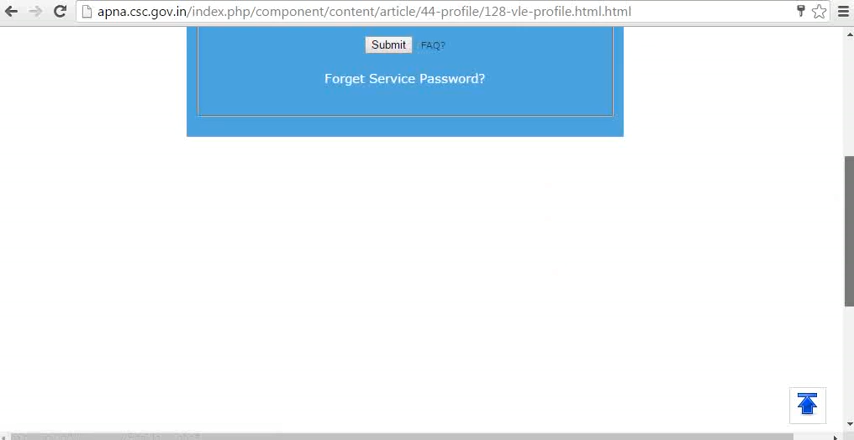 apna.csc.gov.in/index.php/component/content/article/44-profile/128-vle-profile.html.html
Submit FAQ?
Forget Service Password?